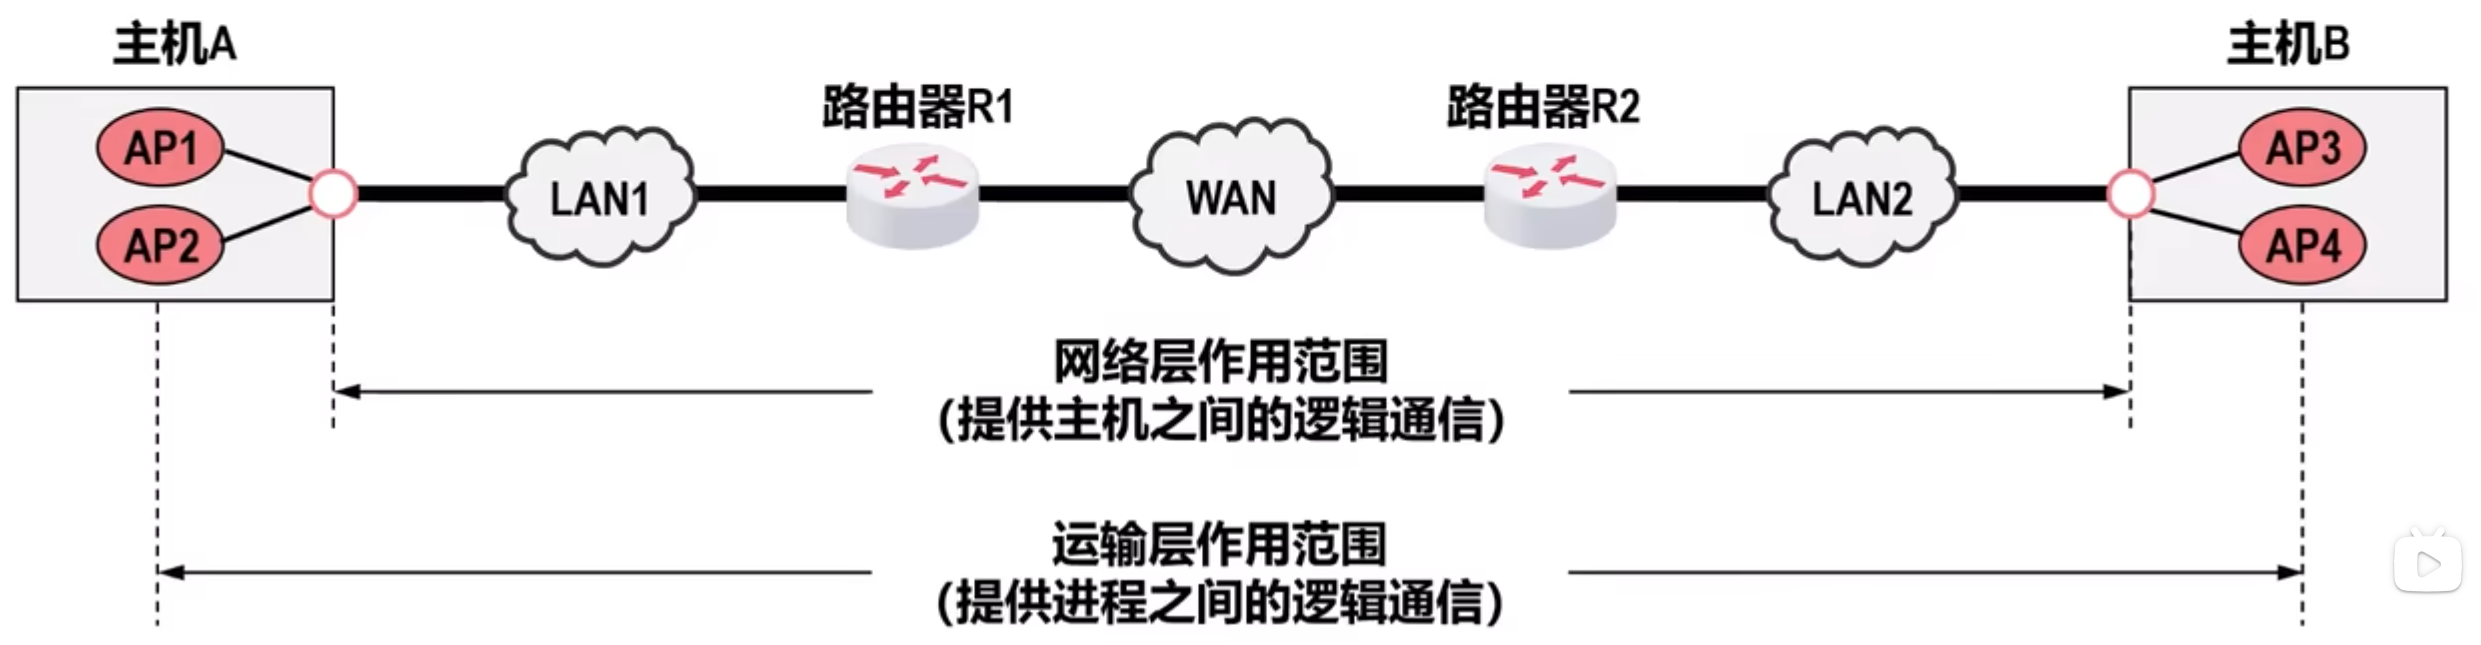 主机A
主机B
路由器R1
路由器R2
AP1
AP3
LAN1
WAN
LAN2
AP2
AP4
网络层作用范围
（提供主机之间的逻辑通信）
运输层作用范围
（提供进程之间的逻辑通信）